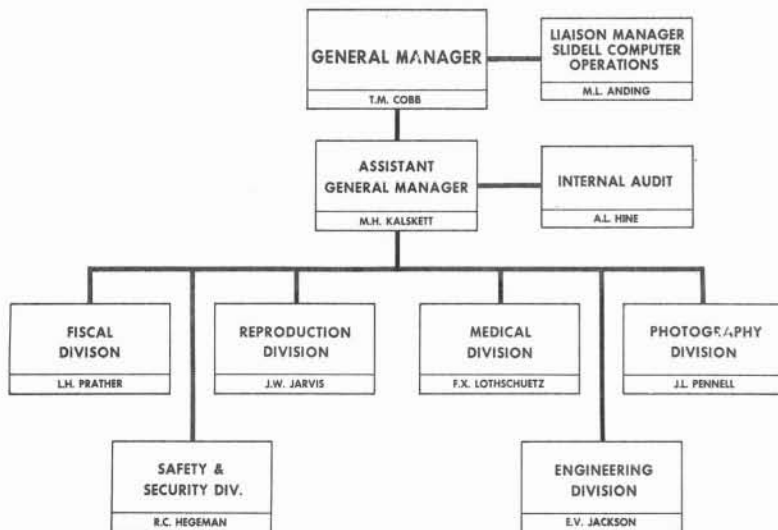 GENERAL MANAGER
T.M. COBB
LIAISON MANAGER
SLIDELL COMPUTER
OPERATIONS
M.L. ANDING
ASSISTANT
GENERAL MANAGER
M.H. KALSKETT
INTERNAL AUDIT
A.L. HINE
FISCAL
DIVISON
L.H. PRATHER
REPRODUCTION
DIVISION
J.W. JARVIS
MEDICAL
DIVISION
F.X. LOTHSCHUETZ
PHOTOGRAPHY
DIVISION
J.L. PENNELL
SAFETY &
SECURITY DIV.
R.C. HEGEMAN
ENGINEERING
DIVISION
E.V. JACKSON